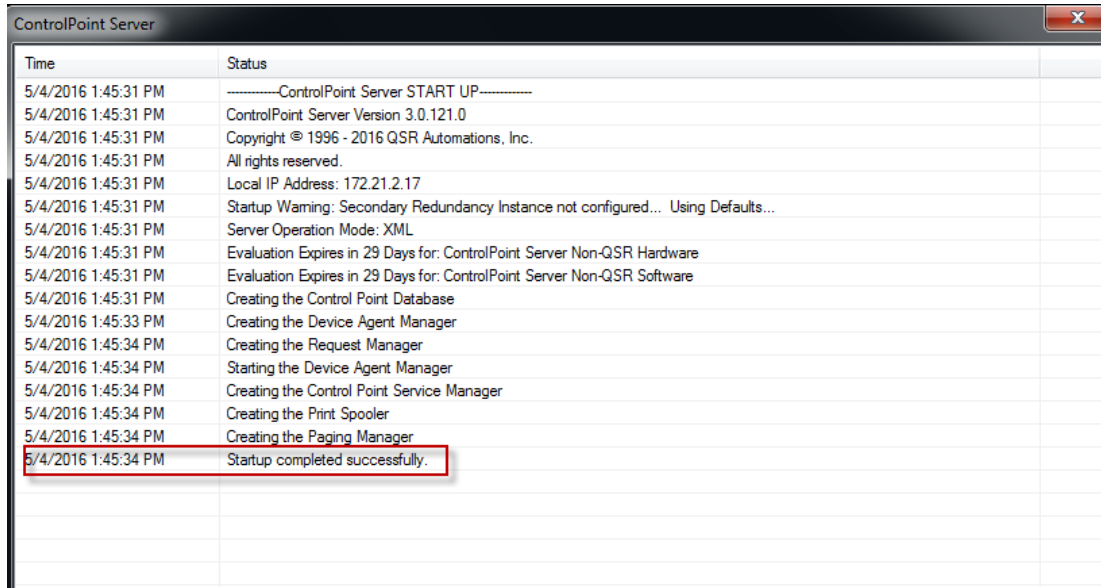 ControlPoint Server
Time Status
5/4/2016 1:45:31 PM -------------ControlPoint Server START UP-------------
5/4/2016 1:45:31 PM ControlPoint Server Version 3.0.121.0
5/4/2016 1:45:31 PM Copyright © 1996 - 2016 QSR Automations, Inc.
5/4/2016 1:45:31 PM All rights reserved.
5/4/2016 1:45:31 PM Local IP Address: 172.21.2.17
5/4/2016 1:45:31 PM Startup Warning: Secondary Redundancy Instance not configured... Using Defaults...
5/4/2016 1:45:31 PM Server Operation Mode: XML
5/4/2016 1:45:31 PM Evaluation Expires in 29 Days for: ControlPoint Server Non-QSR Hardware
5/4/2016 1:45:31 PM Evaluation Expires in 29 Days for: ControlPoint Server Non-QSR Software
5/4/2016 1:45:31 PM Creating the Control Point Database
5/4/2016 1:45:33 PM Creating the Device Agent Manager
5/4/2016 1:45:34 PM Creating the Request Manager
5/4/2016 1:45:34 PM Starting the Device Agent Manager
5/4/2016 1:45:34 PM Creating the Control Point Service Manager
5/4/2016 1:45:34 PM Creating the Print Spooler
5/4/2016 1:45:34 PM Creating the Paging Manager
5/4/2016 1:45:34 PM Startup completed successfully.